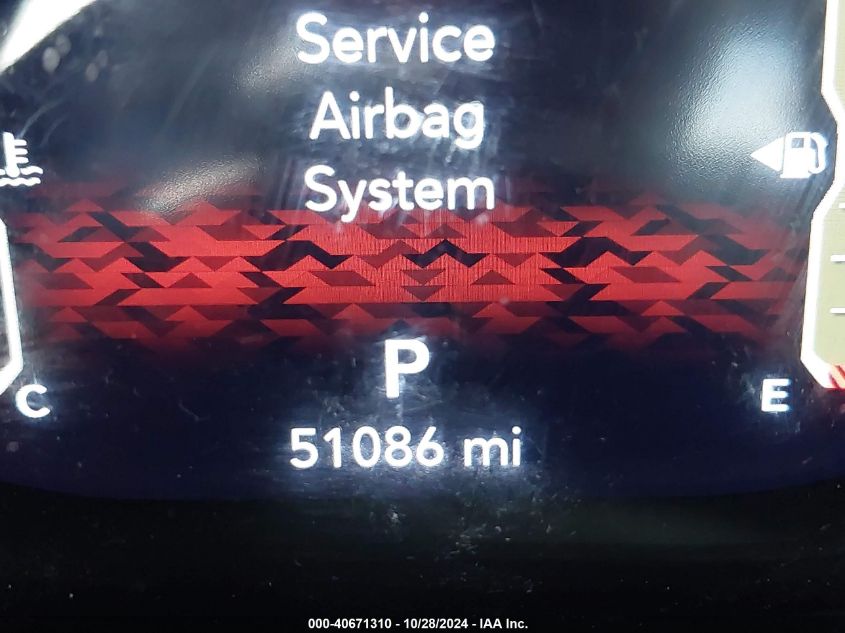 Service
Airbag
System
P
C
E
51086 mi
000-40671310 - 10/28/2024 - IAA Inc.